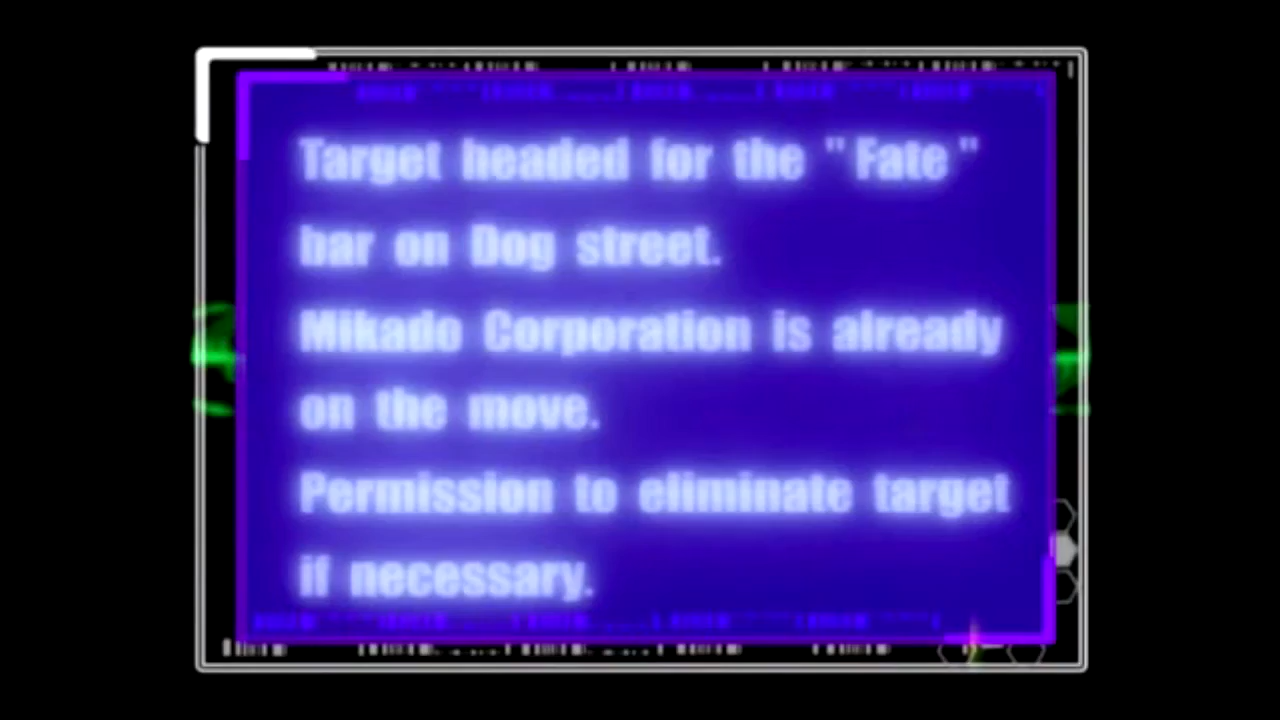 Target headed for the "Fate"
bar on Dog street.
Mikado Corporation is already
on the move.
Permission to eliminate target
if necessary.